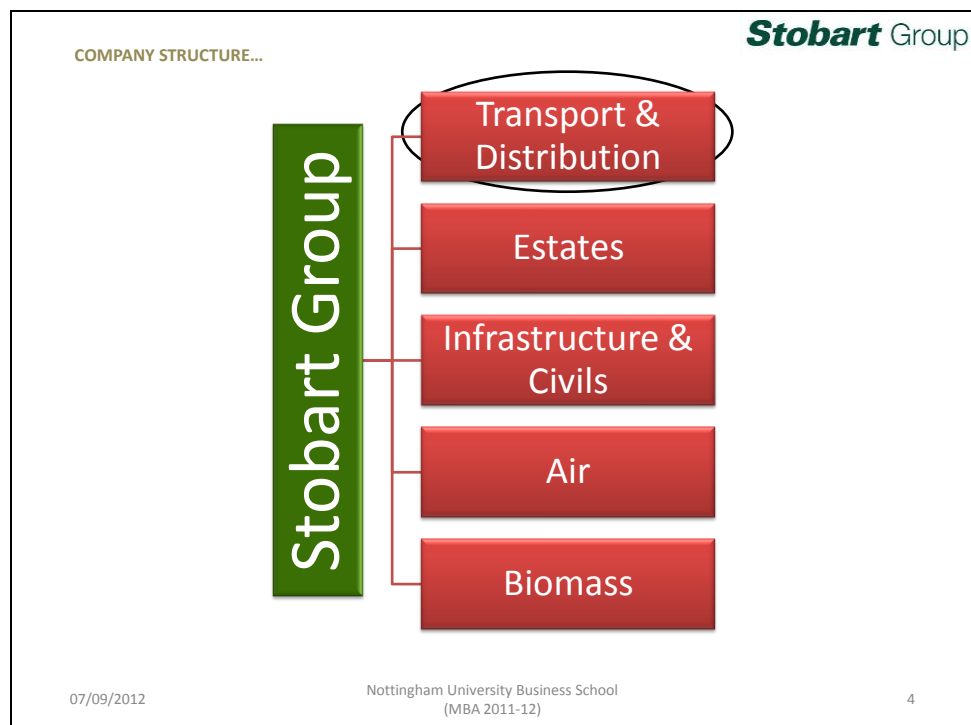 Stobart Group
COMPANY STRUCTURE…
Stobart Group
Transport &
Distribution
Estates
Infrastructure &
Civils
Air
Biomass
07/09/2012
Nottingham University Business School
(MBA 2011-12)
4